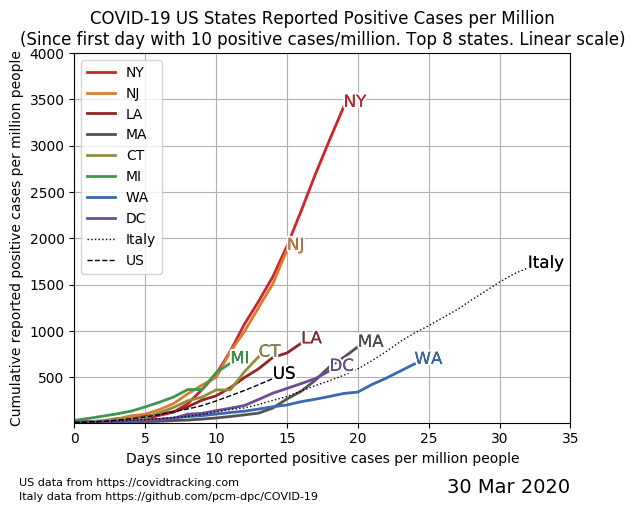 COVID-19 US States Reported Positive Cases per Million
(Since first day with 10 positive cases/million. Top 8 states. Linear scale)
Cumulative reported positive cases per million people
4000
3500
3000
2500
2000
1500
1000
500
NY
NJ
LA
MA
CT
MI
WA
DC
Italy
US
NY
NJ
Italy
LA
MA
CT
MI
DC
WA
US
0 5 10 15 20 25 30 35
Days since 10 reported positive cases per million people
US data from https://covidtracking.com
Italy data from https://github.com/pcm-dpc/COVID-19
30 Mar 2020